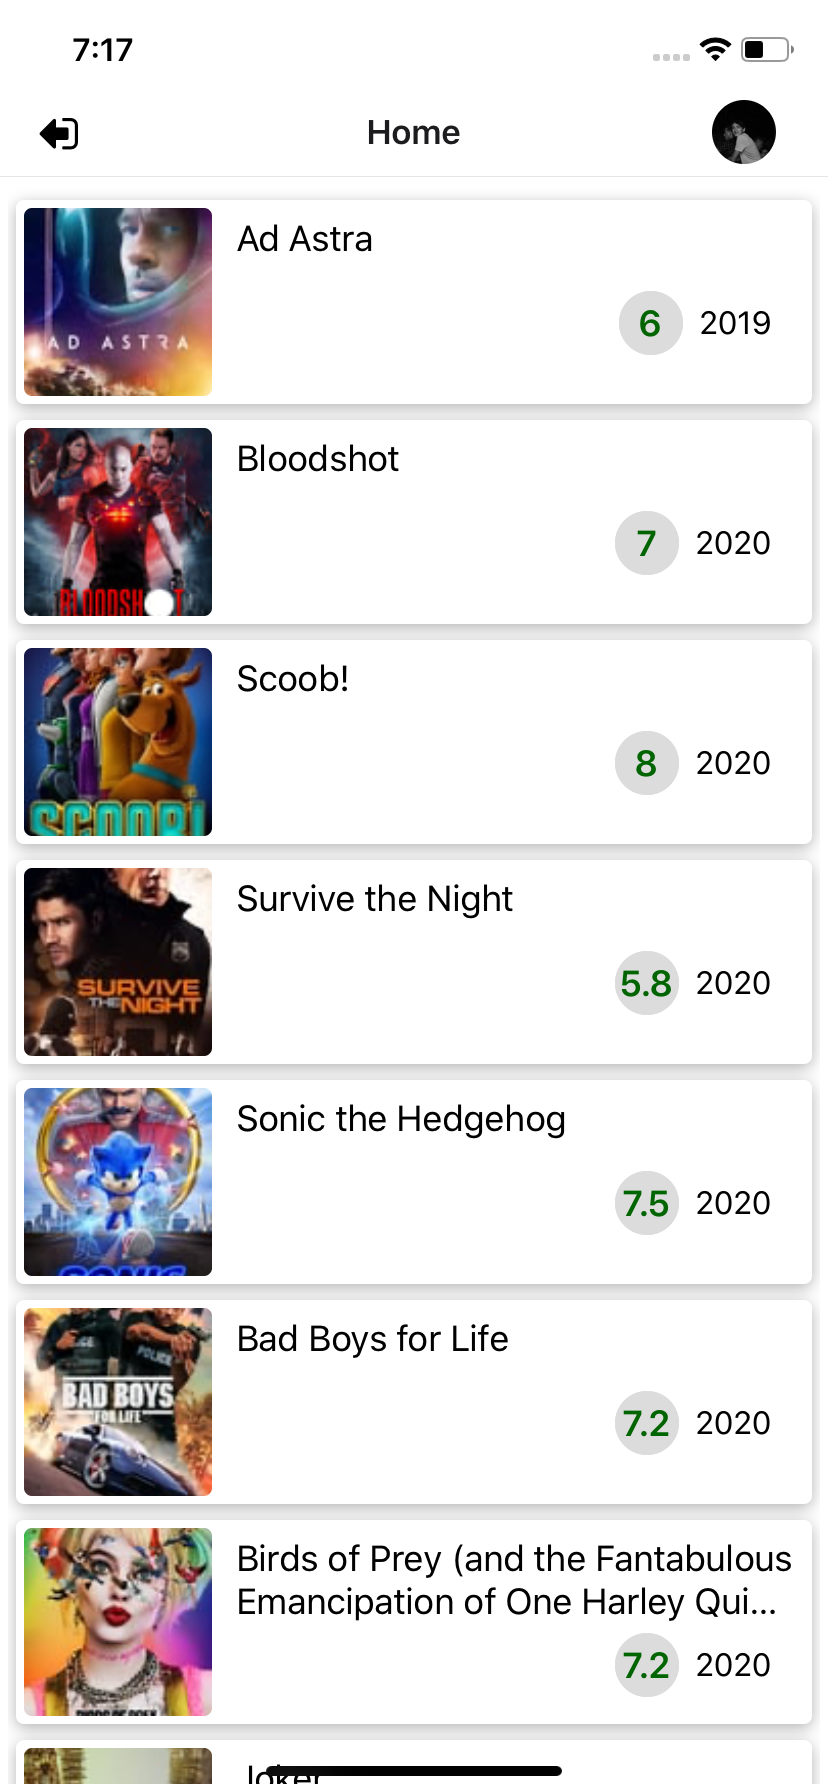 7:17
Home
AD ASTRA
Ad Astra
6 2019
Bloodshot
7 2020
SCOOB!
Scoob!
8 2020
SURVIVE
THE NIGHT
Survive the Night
5.8 2020
SONIC
Sonic the Hedgehog
7.5 2020
POLICE
BAD BOYS
FOR LIFE
Bad Boys for Life
7.2 2020
Birds of Prey (and the Fantabulous
Emancipation of One Harley Qui...
7.2 2020
Joker